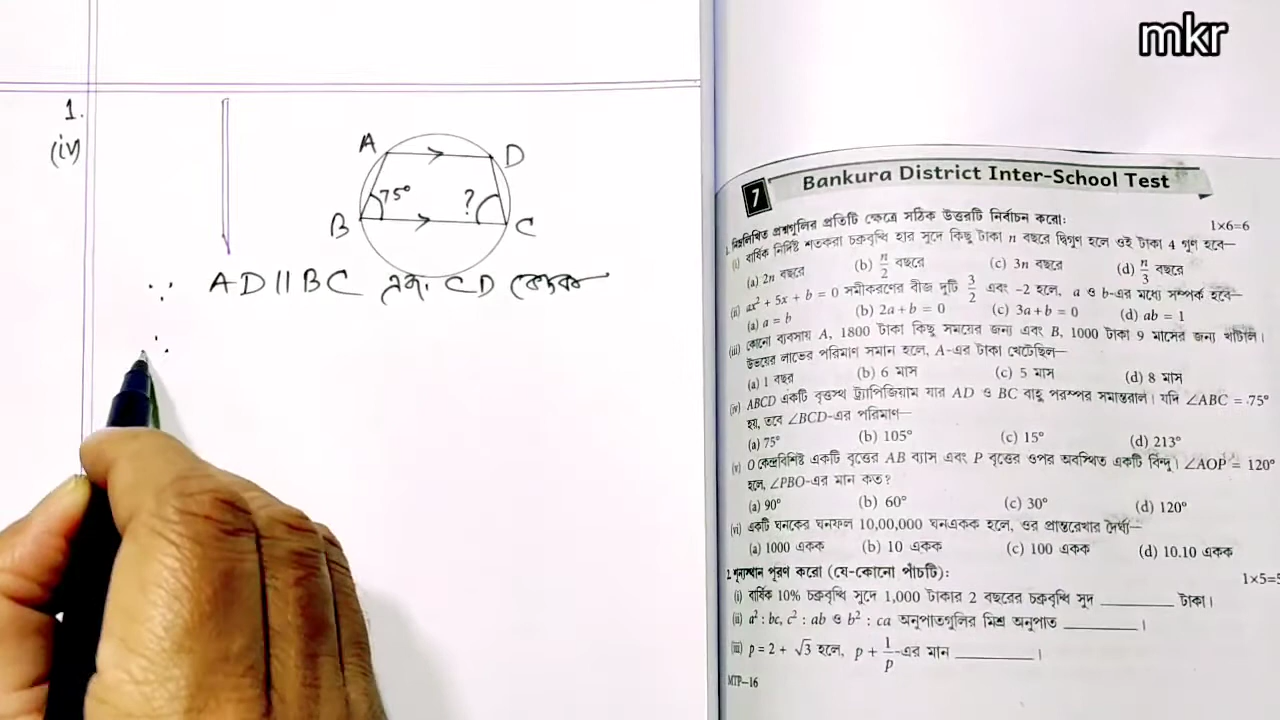 mkr
1.
(iv)
A D
75° ?
B C
∵ AD || BC এবং CD ছেদক
∴
7 Bankura District Inter-School Test
1. নিম্নলিখিত প্রশ্নগুলির প্রতিটি ক্ষেত্রে সঠিক উত্তরটি নির্বাচন করো: 1×6=6
(i) বার্ষিক নির্দিষ্ট শতকরা চক্রবৃদ্ধি হার সুদে কিছু টাকা n বছরে দ্বিগুণ হলে ওই টাকা 4 গুণ হবে—
(a) 2n বছরে (b) n/2 বছরে (c) 3n বছরে (d) n/3 বছরে
(ii) ax² + 5x + b = 0 সমীকরণের বীজ দুটি 3/2 এবং -2 হলে, a ও b-এর মধ্যে সম্পর্ক হবে—
(a) a = b (b) 2a + b = 0 (c) 3a + b = 0 (d) ab = 1
(iii) কোনো ব্যবসায় A, 1800 টাকা কিছু সময়ের জন্য এবং B, 1000 টাকা 9 মাসের জন্য খাটাল।
উভয়ের লাভের পরিমাণ সমান হলে, A-এর টাকা খেটেছিল—
(a) 1 বছর (b) 6 মাস (c) 5 মাস (d) 8 মাস
(iv) ABCD একটি বৃত্তস্থ ট্র্যাপিজিয়াম যার AD ও BC বাহু পরস্পর সমান্তরাল। যদি ∠ABC = 75°
হয়, তবে ∠BCD-এর পরিমাণ—
(a) 75° (b) 105° (c) 15° (d) 213°
(v) O কেন্দ্রবিশিষ্ট একটি বৃত্তের AB ব্যাস এবং P বৃত্তের ওপর অবস্থিত একটি বিন্দু। ∠AOP = 120°
হলে, ∠PBO-এর মান কত?
(a) 90° (b) 60° (c) 30° (d) 120°
(vi) একটি ঘনকের ঘনফল 10,00,000 ঘনএকক হলে, ওর প্রান্তরেখার দৈর্ঘ্য—
(a) 1000 একক (b) 10 একক (c) 100 একক (d) 10.10 একক
2. শূন্যস্থান পূরণ করো (যে-কোনো পাঁচটি): 1×5=5
(i) বার্ষিক 10% চক্রবৃদ্ধি সুদে 1,000 টাকার 2 বছরের চক্রবৃদ্ধি সুদ ________ টাকা।
(ii) a² : bc, c² : ab ও b² : ca অনুপাতগুলির মিশ্র অনুপাত ________।
(iii) p = 2 + √3 হলে, p + 1/p-এর মান ________।
MTP–16